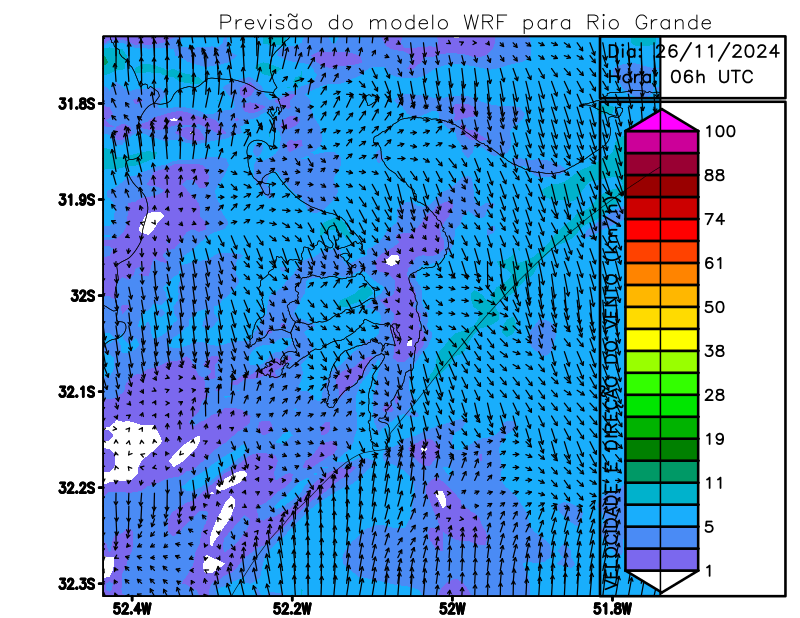 Previsão do modelo WRF para Rio Grande
Dia: 26/11/2024
Hora: 06h UTC
31.8S
31.9S
32S
32.1S
32.2S
32.3S
52.4W
52.2W
52W
51.8W
VELOCIDADE E DIREÇÃO DO VENTO (km/h)
100
88
74
61
50
38
28
19
11
5
1